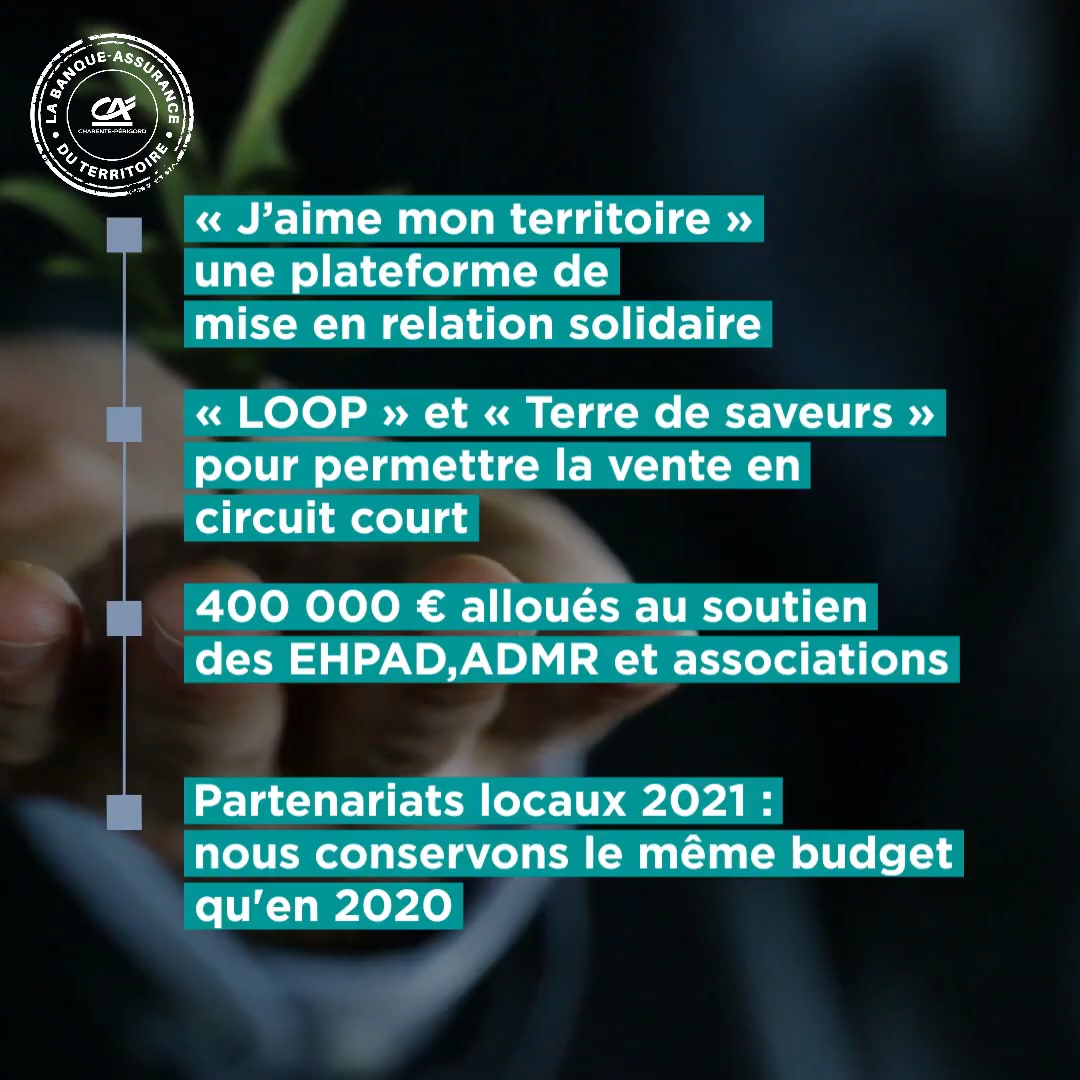 LA BANQUE-ASSURANCE
CA
CHARENTE-PÉRIGORD
• DU TERRITOIRE •
« J’aime mon territoire »
une plateforme de
mise en relation solidaire
« LOOP » et « Terre de saveurs »
pour permettre la vente en
circuit court
400 000 € alloués au soutien
des EHPAD,ADMR et associations
Partenariats locaux 2021 :
nous conservons le même budget
qu'en 2020